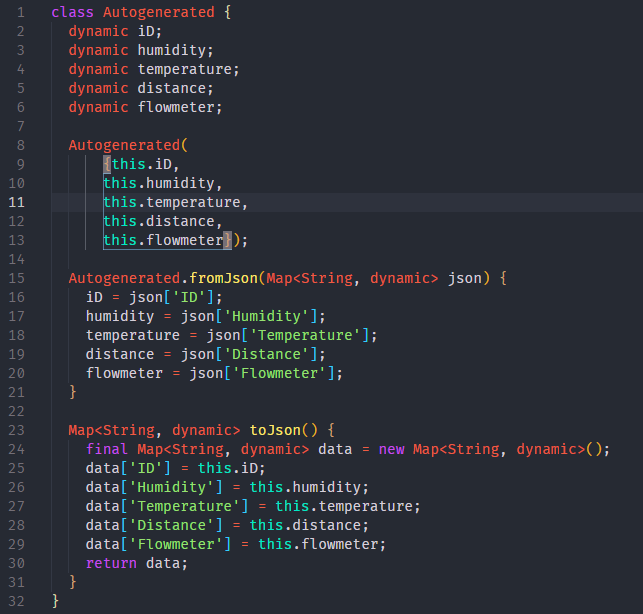 1 class Autogenerated {
2   dynamic iD;
3   dynamic humidity;
4   dynamic temperature;
5   dynamic distance;
6   dynamic flowmeter;
7
8   Autogenerated(
9       {this.iD,
10       this.humidity,
11       this.temperature,
12       this.distance,
13       this.flowmeter});
14
15   Autogenerated.fromJson(Map<String, dynamic> json) {
16     iD = json['ID'];
17     humidity = json['Humidity'];
18     temperature = json['Temperature'];
19     distance = json['Distance'];
20     flowmeter = json['Flowmeter'];
21   }
22
23   Map<String, dynamic> toJson() {
24     final Map<String, dynamic> data = new Map<String, dynamic>();
25     data['ID'] = this.iD;
26     data['Humidity'] = this.humidity;
27     data['Temperature'] = this.temperature;
28     data['Distance'] = this.distance;
29     data['Flowmeter'] = this.flowmeter;
30     return data;
31   }
32 }